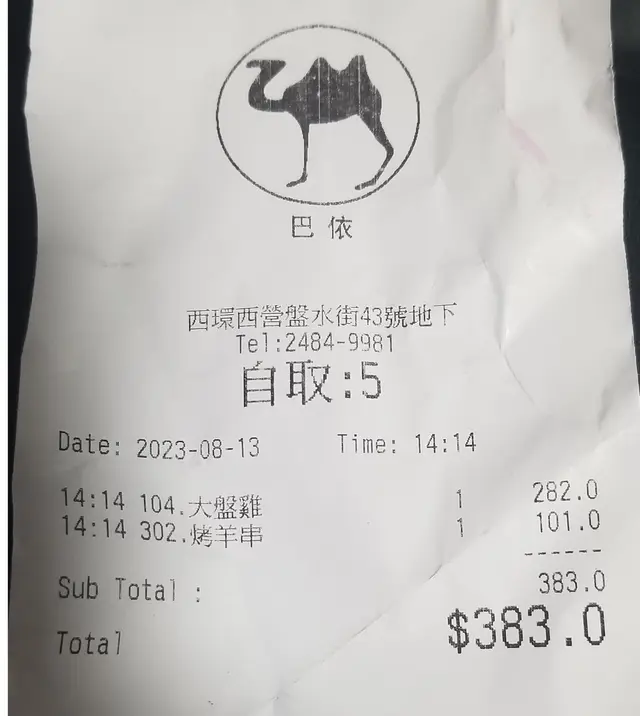 巴依
西環西營盤水街43號地下
Tel:2484-9981
自取:5
Date: 2023-08-13 Time: 14:14
14:14 104.大盤雞 1 282.0
14:14 302.烤羊串 1 101.0
------
Sub Total : 383.0
Total $383.0